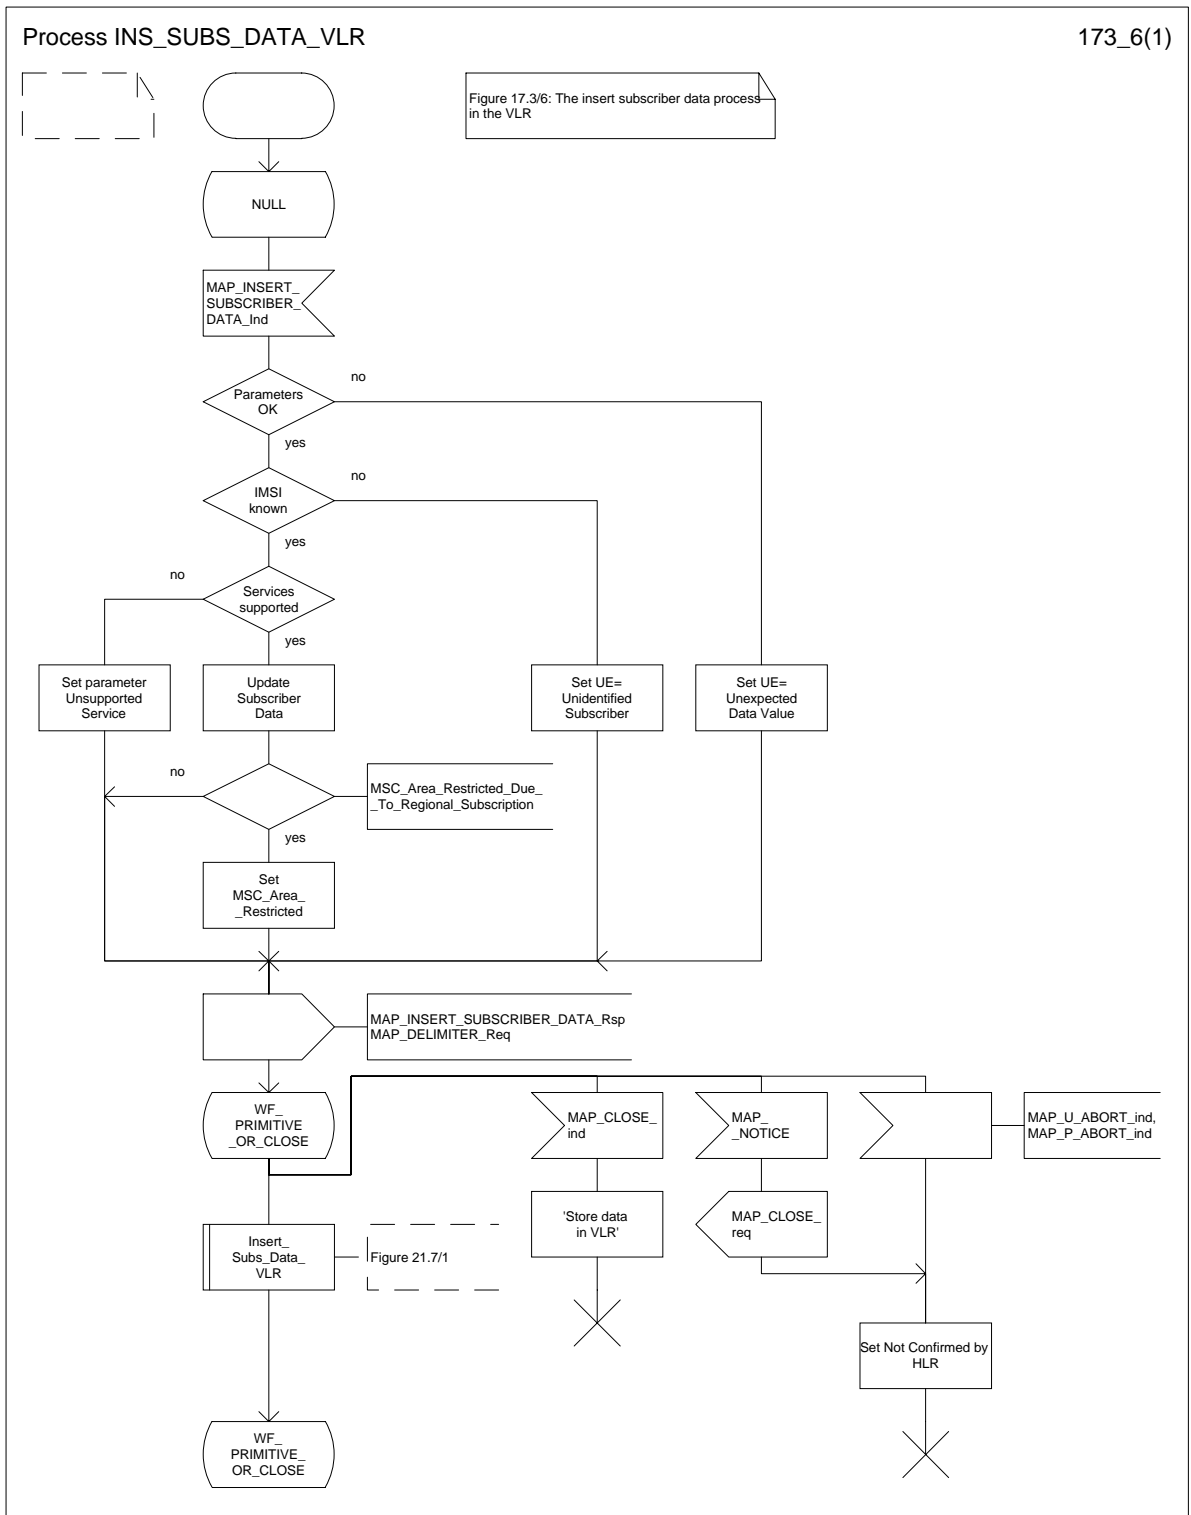 Process INS_SUBS_DATA_VLR
173_6(1)
Figure 17.3/6: The insert subscriber data process
in the VLR
NULL
MAP_INSERT_
SUBSCRIBER_
DATA_Ind
Parameters
OK
no
yes
IMSI
known
no
yes
Services
supported
no
yes
Set parameter
Unsupported
Service
Update
Subscriber
Data
Set UE=
Unidentified
Subscriber
Set UE=
Unexpected
Data Value
no
MSC_Area_Restricted_Due_
_To_Regional_Subscription
yes
Set
MSC_Area_
_Restricted
MAP_INSERT_SUBSCRIBER_DATA_Rsp
MAP_DELIMITER_Req
WF_
PRIMITIVE
_OR_CLOSE
MAP_CLOSE_
ind
MAP_
_NOTICE
MAP_U_ABORT_ind,
MAP_P_ABORT_ind
'Store data
in VLR'
MAP_CLOSE_
req
Insert_
Subs_Data_
VLR
Figure 21.7/1
Set Not Confirmed by
HLR
WF_
PRIMITIVE_
OR_CLOSE